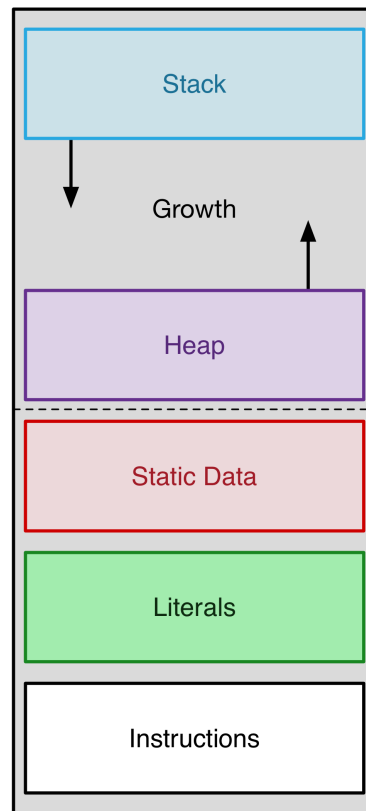 Stack
Growth
Heap
Static Data
Literals
Instructions